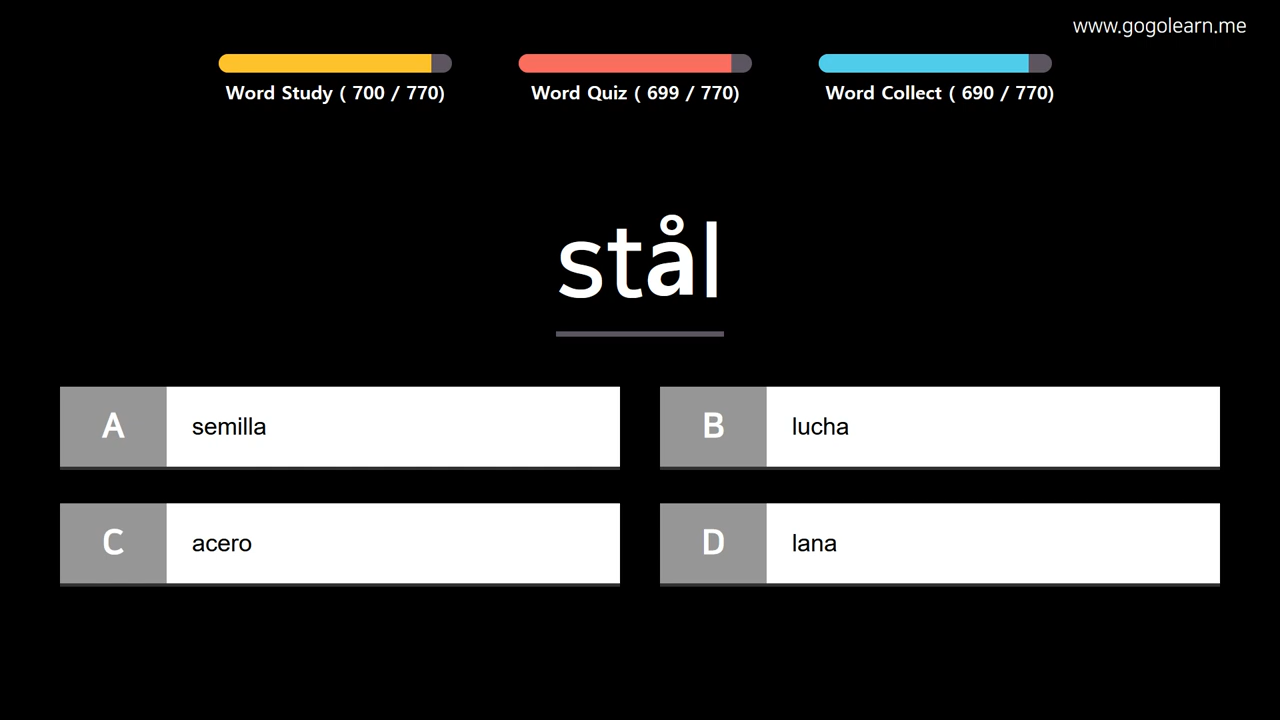 www.gogolearn.me
Word Study ( 700 / 770)
Word Quiz ( 699 / 770)
Word Collect ( 690 / 770)
stål
A semilla
B lucha
C acero
D lana